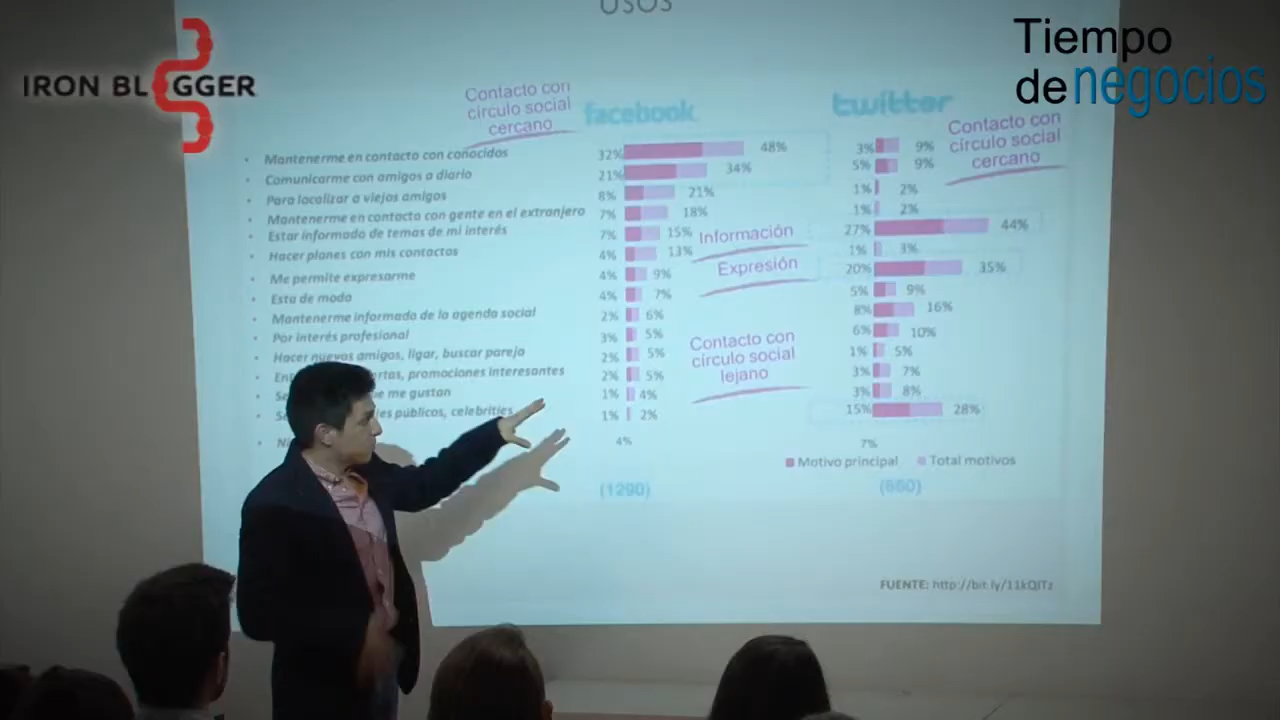 USOS
IRON BLOGGER
Tiempo
de negocios
Contacto con
círculo social
cercano
facebook
twitter
Contacto con
círculo social
cercano
• Mantenerme en contacto con conocidos 32% 48% 3% 9%
• Comunicarme con amigos a diario 21% 34% 5% 9%
• Para localizar a viejos amigos 8% 21% 1% 2%
• Mantenerme en contacto con gente en el extranjero 7% 18% 1% 2%
• Estar informado de temas de mi interés 7% 15% 27% 44%
Información
• Hacer planes con mis contactos 4% 13% 1% 3%
Expresión
• Me permite expresarme 4% 9% 20% 35%
• Esta de moda 4% 7% 5% 9%
• Mantenerme informado de la agenda social 2% 6% 8% 16%
• Por interés profesional 3% 5% 6% 10%
Contacto con
círculo social
lejano
• Hacer nuevos amigos, ligar, buscar pareja 2% 5% 1% 5%
• promociones interesantes 2% 5% 3% 7%
• me gustan 1% 4% 3% 8%
• públicos, celebrities 1% 2% 15% 28%
• 4% 7%
Motivo principal Total motivos
(1290)
FUENTE: http://bit.ly/11kQITz